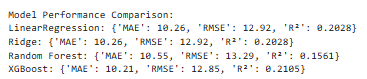 Model Performance Comparison:
LinearRegression: {'MAE': 10.26, 'RMSE': 12.92, 'R²': 0.2028}
Ridge: {'MAE': 10.26, 'RMSE': 12.92, 'R²': 0.2028}
Random Forest: {'MAE': 10.55, 'RMSE': 13.29, 'R²': 0.1561}
XGBoost: {'MAE': 10.21, 'RMSE': 12.85, 'R²': 0.2105}